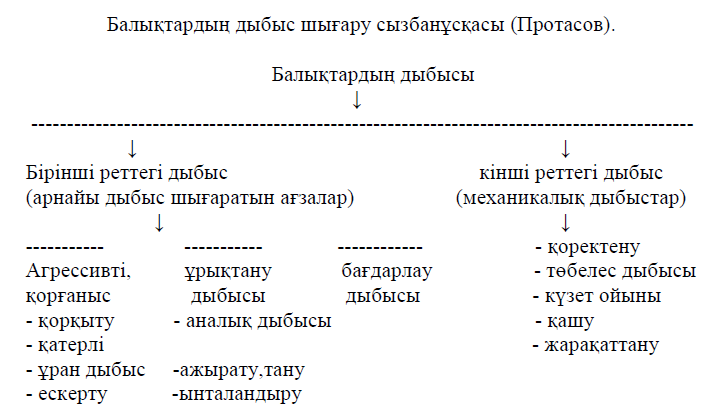 Балықтардың дыбыс шығару сызбанұсқасы (Протасов).
Балықтардың дыбысы
↓
--------------------------------------------------------------------------------------------
↓ ↓
Бірінші реттегі дыбыс кінші реттегі дыбыс
(арнайы дыбыс шығаратын ағзалар) (механикалық дыбыстар)
↓ ↓
----------- ----------- ------------ - қоректену
Агрессивті, ұрықтану бағдарлау - төбелес дыбысы
қорғаныс дыбысы дыбысы - күзет ойыны
- қорқыту - аналық дыбысы - қашу
- қатерлі - жарақаттану
- ұран дыбыс -ажырату,тану
- ескерту -ынталандыру